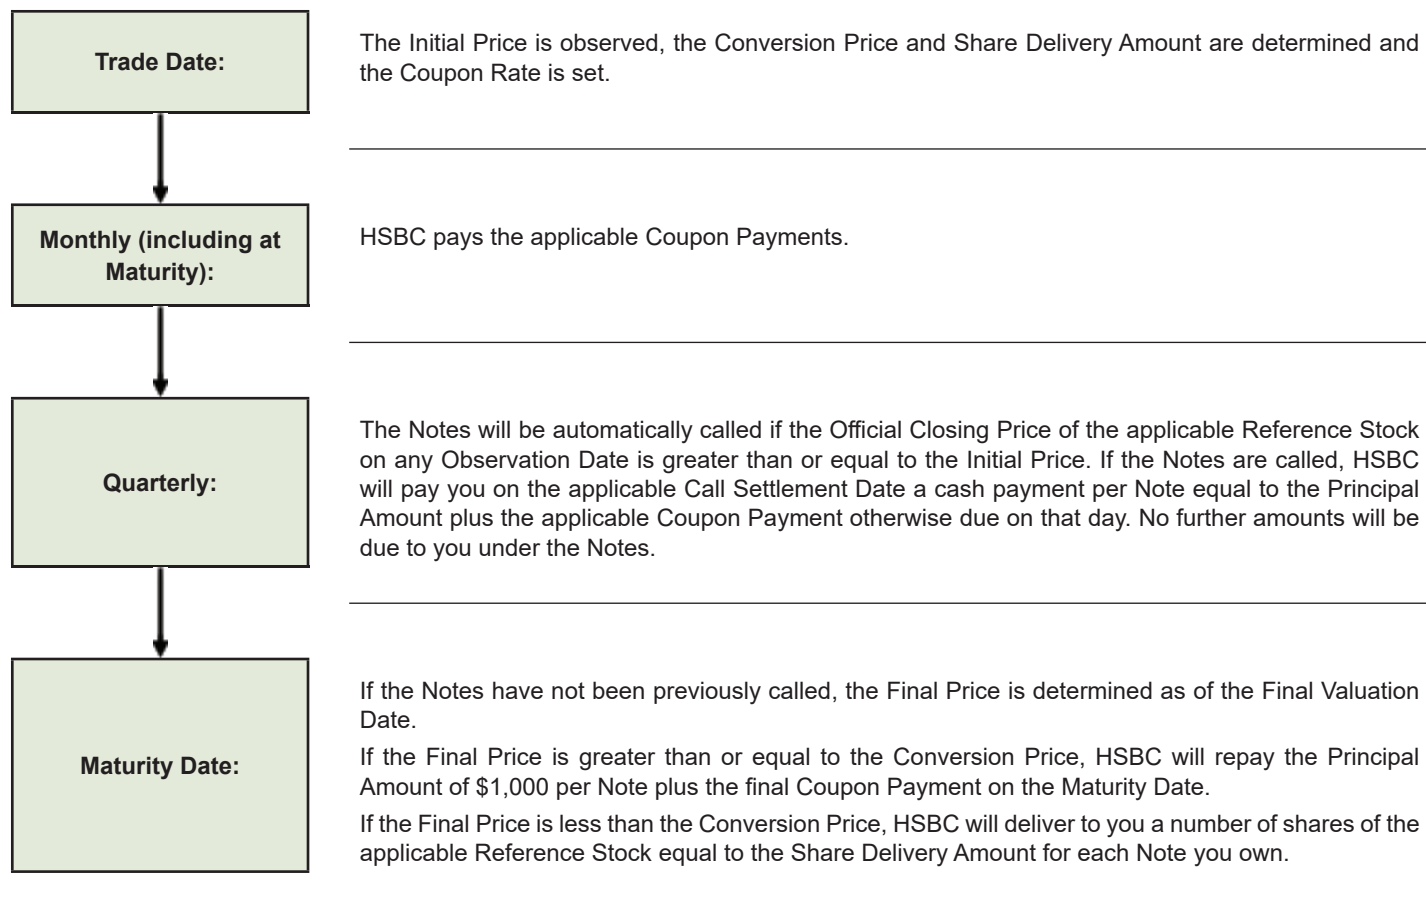 Trade Date:
The Initial Price is observed, the Conversion Price and Share Delivery Amount are determined and
the Coupon Rate is set.
Monthly (including at
Maturity):
HSBC pays the applicable Coupon Payments.
Quarterly:
The Notes will be automatically called if the Official Closing Price of the applicable Reference Stock
on any Observation Date is greater than or equal to the Initial Price. If the Notes are called, HSBC
will pay you on the applicable Call Settlement Date a cash payment per Note equal to the Principal
Amount plus the applicable Coupon Payment otherwise due on that day. No further amounts will be
due to you under the Notes.
Maturity Date:
If the Notes have not been previously called, the Final Price is determined as of the Final Valuation
Date.
If the Final Price is greater than or equal to the Conversion Price, HSBC will repay the Principal
Amount of $1,000 per Note plus the final Coupon Payment on the Maturity Date.
If the Final Price is less than the Conversion Price, HSBC will deliver to you a number of shares of the
applicable Reference Stock equal to the Share Delivery Amount for each Note you own.